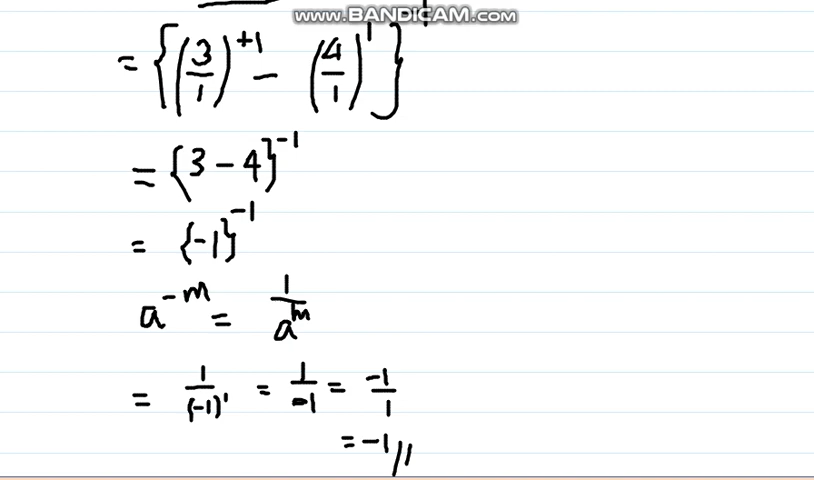 www.BANDICAM.com
= {(3/1)^+1 − (4/1)^1}
= {3 − 4}^-1
= {-1}^-1
a^-m = 1/a^m
= 1/(-1)^1 = 1/-1 = -1/1
= -1//